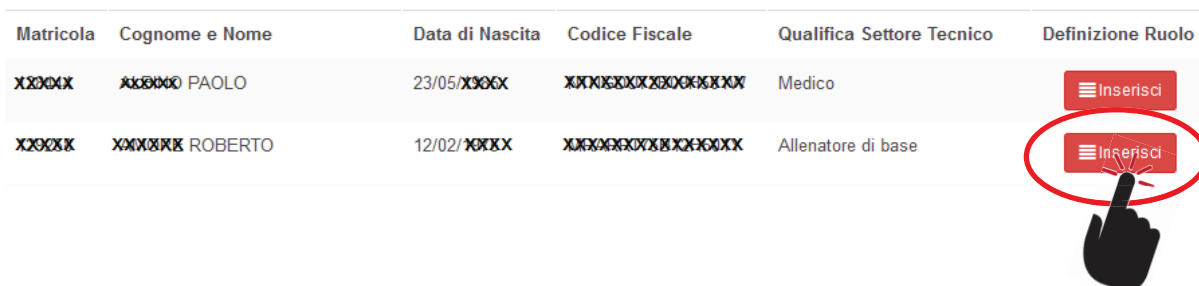 Matricola Cognome e Nome Data di Nascita Codice Fiscale Qualifica Settore Tecnico Definizione Ruolo
PAOLO 23/05/ Medico Inserisci
ROBERTO 12/02/ Allenatore di base Inserisci